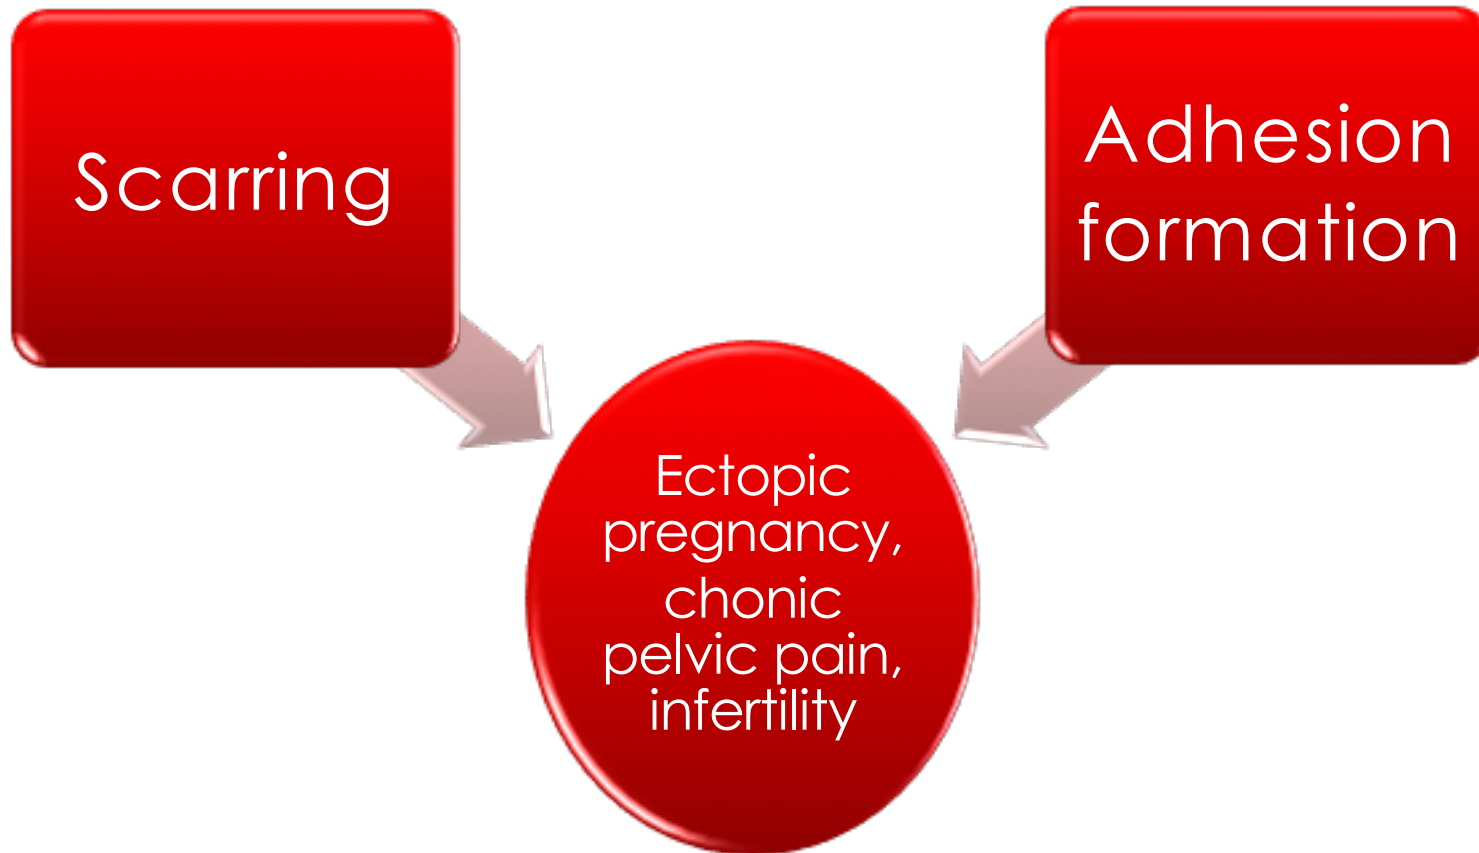 Scarring
Adhesion
formation
Ectopic
pregnancy,
chonic
pelvic pain,
infertility